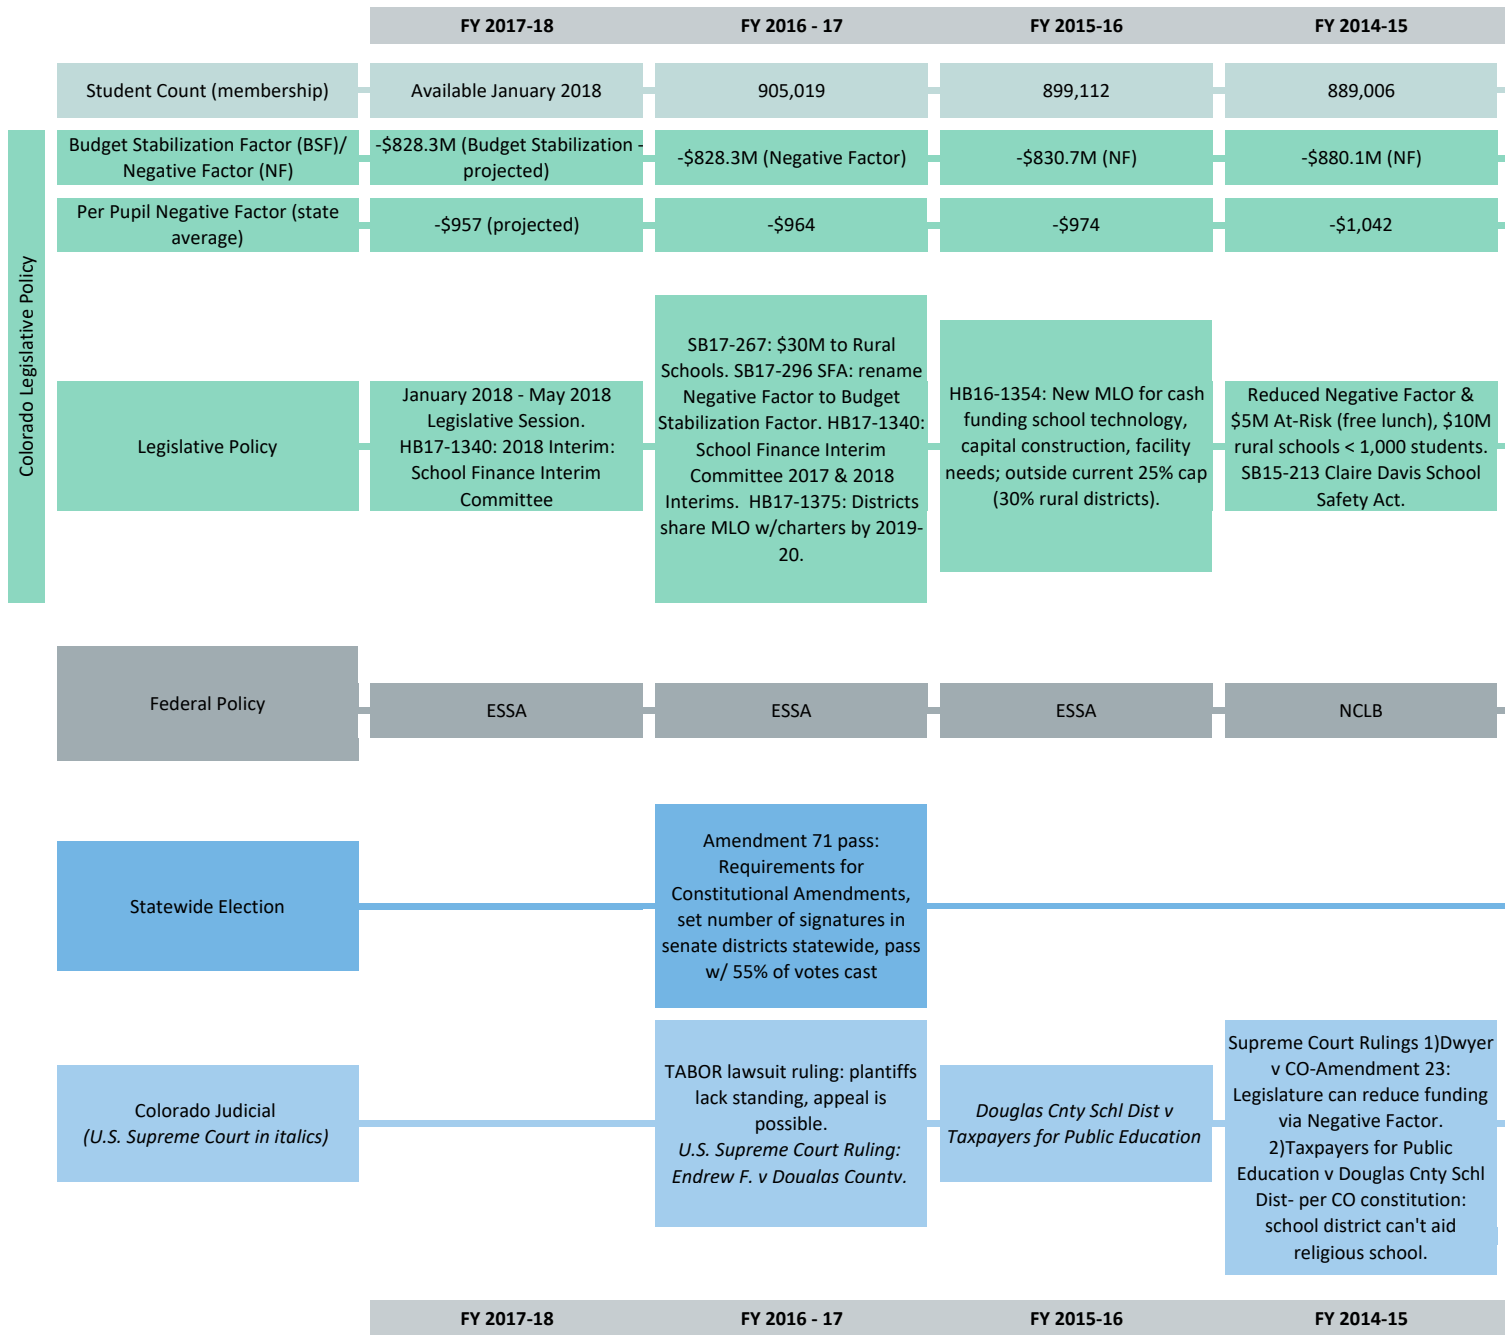 FY 2017-18
FY 2016 - 17
FY 2015-16
FY 2014-15
Student Count (membership)
Available January 2018
905,019
899,112
889,006
Colorado Legislative Policy
Budget Stabilization Factor (BSF)/
Negative Factor (NF)
-$828.3M (Budget Stabilization -
projected)
-$828.3M (Negative Factor)
-$830.7M (NF)
-$880.1M (NF)
Per Pupil Negative Factor (state
average)
-$957 (projected)
-$964
-$974
-$1,042
Legislative Policy
January 2018 - May 2018
Legislative Session.
HB17-1340: 2018 Interim:
School Finance Interim
Committee
SB17-267: $30M to Rural
Schools. SB17-296 SFA: rename
Negative Factor to Budget
Stabilization Factor. HB17-1340:
School Finance Interim
Committee 2017 & 2018
Interims.  HB17-1375: Districts
share MLO w/charters by 2019-
20.
HB16-1354: New MLO for cash
funding school technology,
capital construction, facility
needs; outside current 25% cap
(30% rural districts).
Reduced Negative Factor &
$5M At-Risk (free lunch), $10M
rural schools < 1,000 students.
SB15-213 Claire Davis School
Safety Act.
Federal Policy
ESSA
ESSA
ESSA
NCLB
Statewide Election
Amendment 71 pass:
Requirements for
Constitutional Amendments,
set number of signatures in
senate districts statewide, pass
w/ 55% of votes cast
Colorado Judicial
(U.S. Supreme Court in italics)
TABOR lawsuit ruling: plantiffs
lack standing, appeal is
possible.
U.S. Supreme Court Ruling:
Endrew F. v Douglas County.
Douglas Cnty Schl Dist v
Taxpayers for Public Education
Supreme Court Rulings 1)Dwyer
v CO-Amendment 23:
Legislature can reduce funding
via Negative Factor.
2)Taxpayers for Public
Education v Douglas Cnty Schl
Dist- per CO constitution:
school district can't aid
religious school.
FY 2017-18
FY 2016 - 17
FY 2015-16
FY 2014-15